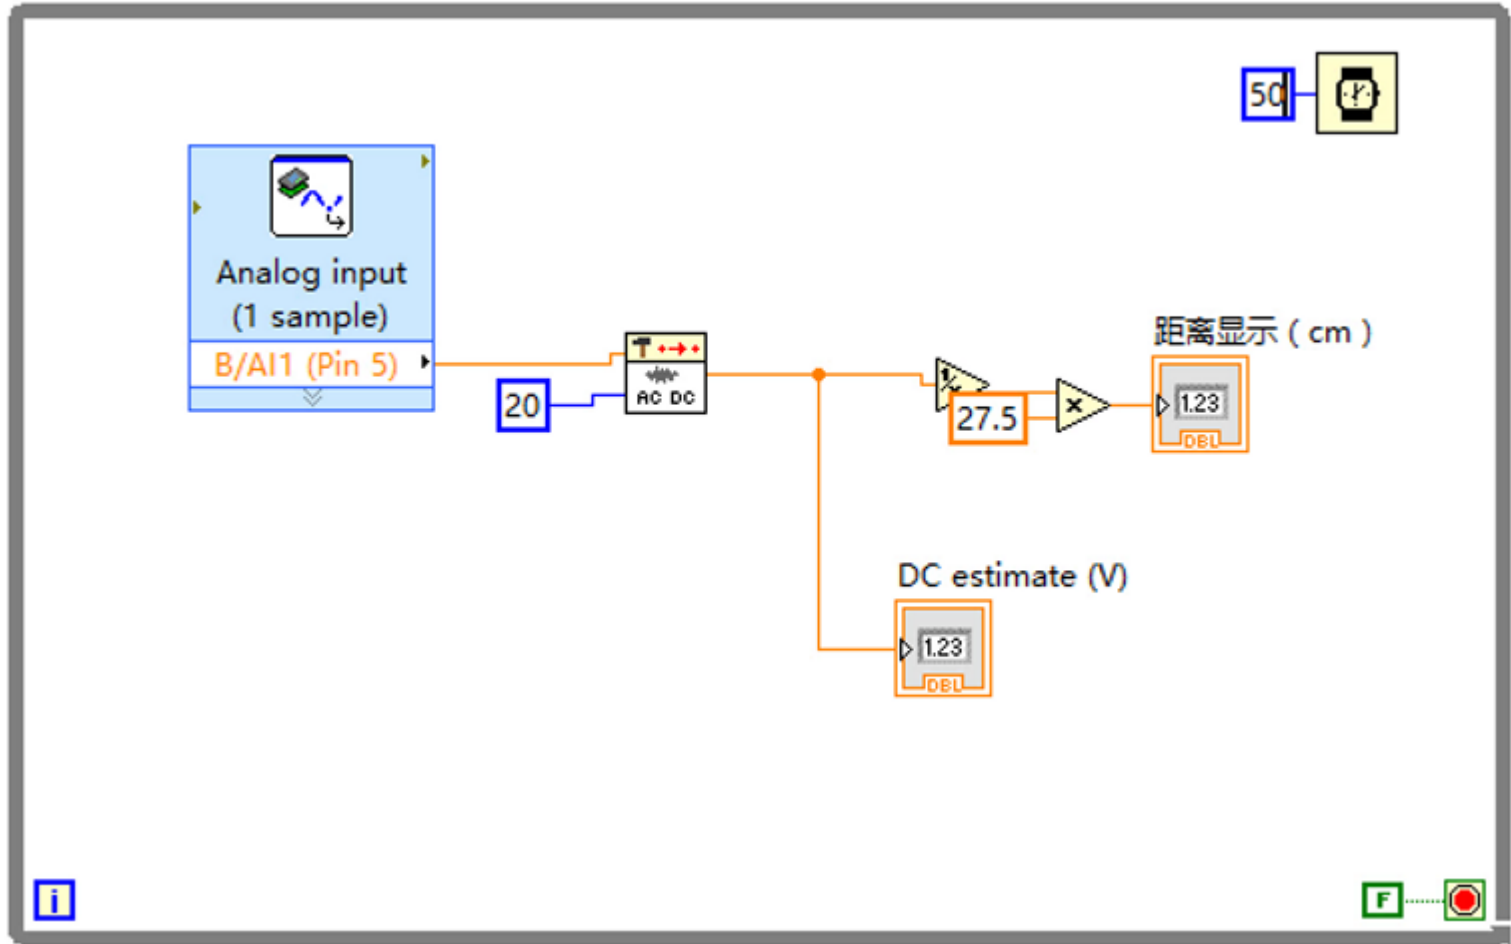 50
Analog input
(1 sample)
B/AI1 (Pin 5)
20
AC DC
1/x
27.5
x
距离显示（cm）
1.23
DBL
DC estimate (V)
1.23
DBL
i
F